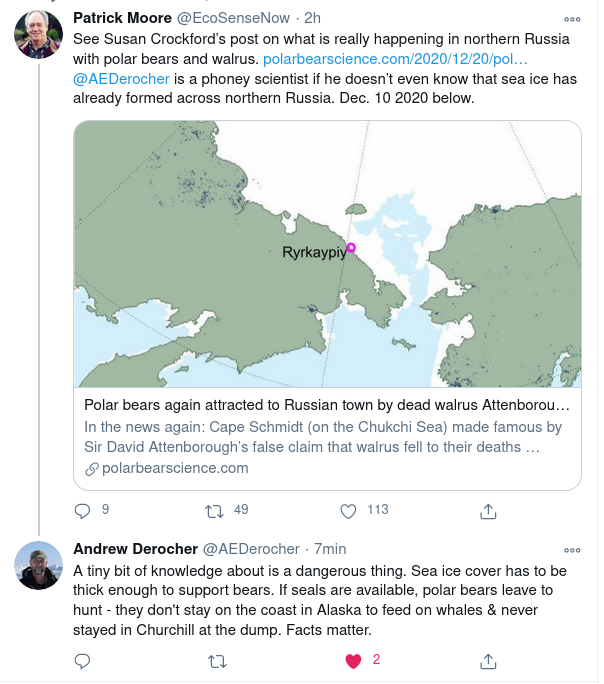 Patrick Moore @EcoSenseNow · 2h
See Susan Crockford's post on what is really happening in northern Russia
with polar bears and walrus. polarbearscience.com/2020/12/20/pol…
@AEDerocher is a phoney scientist if he doesn't even know that sea ice has
already formed across northern Russia. Dec. 10 2020 below.
Ryrkaypiy
Polar bears again attracted to Russian town by dead walrus Attenborou…
In the news again: Cape Schmidt (on the Chukchi Sea) made famous by
Sir David Attenborough's false claim that walrus fell to their deaths …
polarbearscience.com
9 49 113
Andrew Derocher @AEDerocher · 7min
A tiny bit of knowledge about is a dangerous thing. Sea ice cover has to be
thick enough to support bears. If seals are available, polar bears leave to
hunt - they don't stay on the coast in Alaska to feed on whales & never
stayed in Churchill at the dump. Facts matter.
2